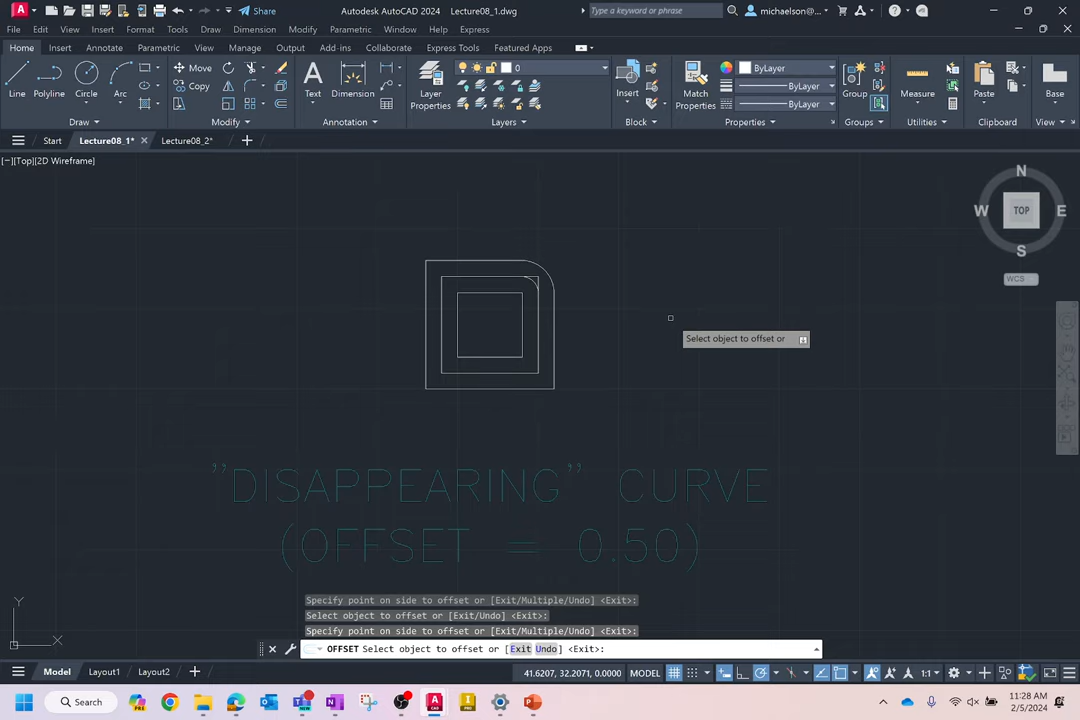 Share
Autodesk AutoCAD 2024 Lecture08_1.dwg
Type a keyword or phrase
michaelson@...
File Edit View Insert Format Tools Draw Dimension Modify Parametric Window Help Express
Home Insert Annotate Parametric View Manage Output Add-ins Collaborate Express Tools Featured Apps
Line Polyline Circle Arc
Move
Copy
Text Dimension
Layer Properties
0
Insert
Match Properties
ByLayer
ByLayer
ByLayer
Group
Measure
Paste
Base
Draw Modify Annotation Layers Block Properties Groups Utilities Clipboard View
Start Lecture08_1* Lecture08_2*
[−][Top][2D Wireframe]
N
W TOP E
S
WCS
Select object to offset or
"DISAPPEARING" CURVE
(OFFSET = 0.50)
Specify point on side to offset or [Exit/Multiple/Undo] <Exit>:
Select object to offset or [Exit/Undo] <Exit>:
Specify point on side to offset or [Exit/Multiple/Undo] <Exit>:
OFFSET Select object to offset or [Exit Undo] <Exit>:
Y
X
Model Layout1 Layout2
41.6207, 32.2071, 0.0000 MODEL
1:1
Search
11:28 AM
2/5/2024